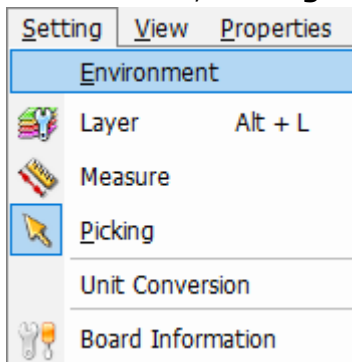 Setting View Properties
Environment
Layer Alt + L
Measure
Picking
Unit Conversion
Board Information